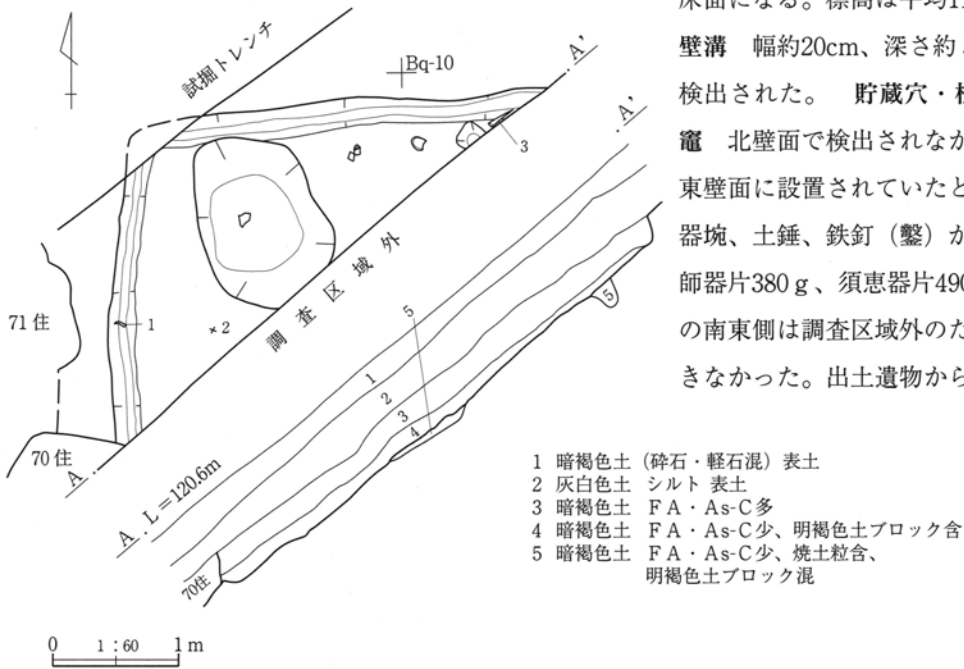 試掘トレンチ
Bq-10
A'
A'
3
1
2
71住
70住
調査区域外
5
5
1
2
3
4
A
A
L=120.6m
70住
0 1:60 1m
床面になる。標高は平均1
壁溝 幅約20cm、深さ約
検出された。 貯蔵穴・
竈 北壁面で検出されなか
東壁面に設置されていたと
器埦、土錘、鉄釘（鑿）か
師器片380g、須恵器片490
の南東側は調査区域外のた
きなかった。出土遺物から
1 暗褐色土（砕石・軽石混）表土
2 灰白色土 シルト 表土
3 暗褐色土 FA・As-C多
4 暗褐色土 FA・As-C少、明褐色土ブロック含
5 暗褐色土 FA・As-C少、焼土粒含、
明褐色土ブロック混